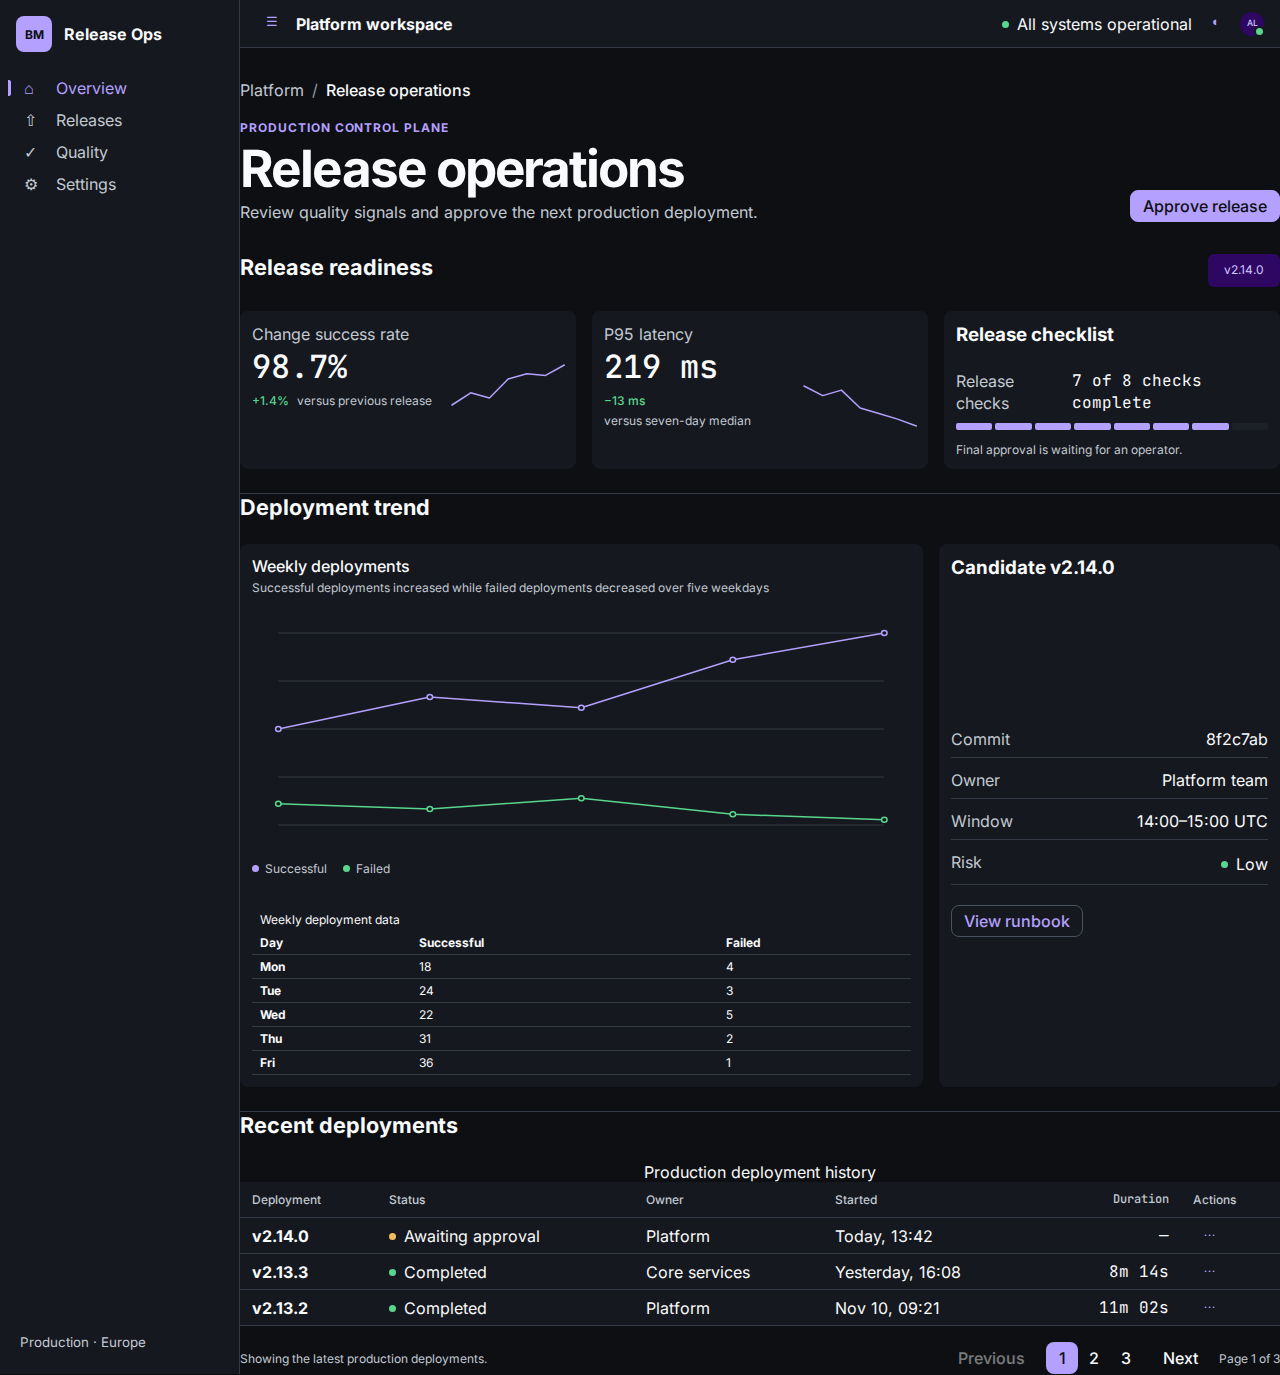 BM
Release Ops
Overview
Releases
Quality
Settings
Production · Europe
Platform workspace
All systems operational
AL
Platform / Release operations
PRODUCTION CONTROL PLANE
Release operations
Review quality signals and approve the next production deployment.
Approve release
Release readiness
v2.14.0
Change success rate
98.7%
+1.4% versus previous release
P95 latency
219 ms
−13 ms
versus seven-day median
Release checklist
Release
checks
7 of 8 checks
complete
Final approval is waiting for an operator.
Deployment trend
Weekly deployments
Successful deployments increased while failed deployments decreased over five weekdays
Successful Failed
Weekly deployment data
Day Successful Failed
Mon 18 4
Tue 24 3
Wed 22 5
Thu 31 2
Fri 36 1
Candidate v2.14.0
Commit 8f2c7ab
Owner Platform team
Window 14:00–15:00 UTC
Risk Low
View runbook
Recent deployments
Production deployment history
Deployment Status Owner Started Duration Actions
v2.14.0 Awaiting approval Platform Today, 13:42 — ···
v2.13.3 Completed Core services Yesterday, 16:08 8m 14s ···
v2.13.2 Completed Platform Nov 10, 09:21 11m 02s ···
Showing the latest production deployments.
Previous 1 2 3 Next Page 1 of 3